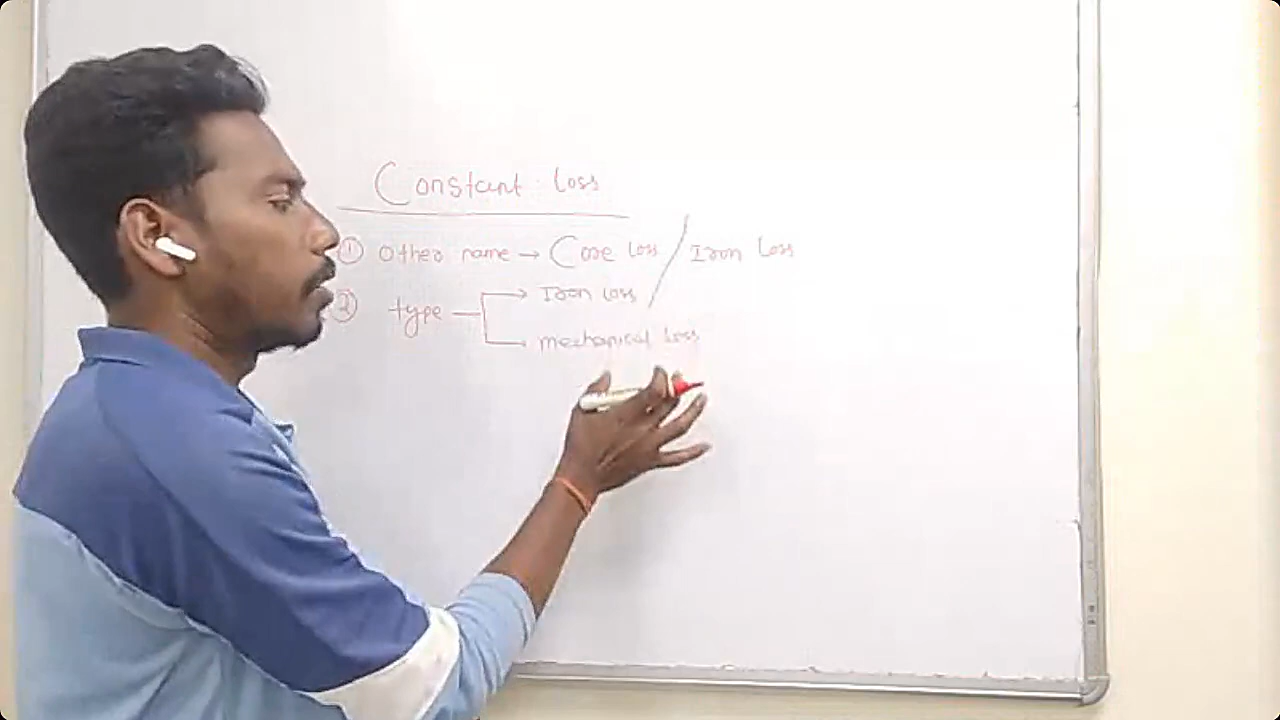 Constant loss
① Other name → Core loss / Iron Loss
② type → Iron loss
→ mechanical loss